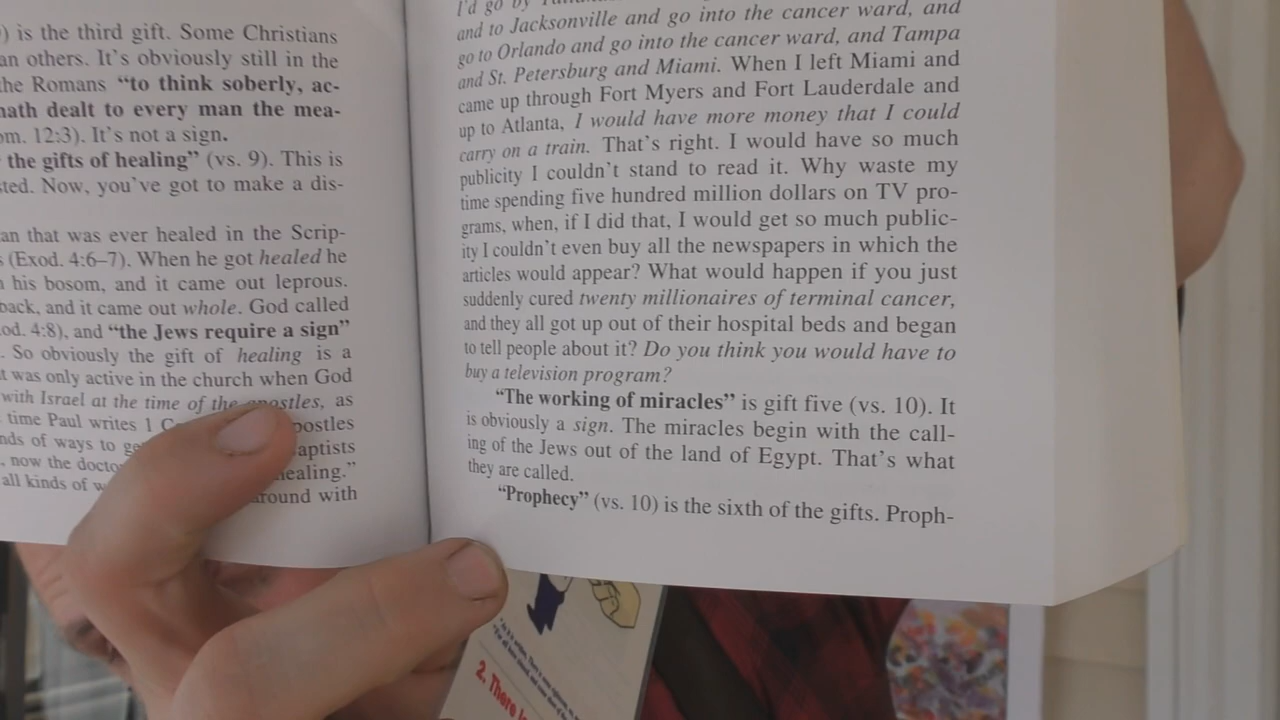 ) is the third gift. Some Christians
an others. It's obviously still in the
the Romans “to think soberly, ac-
hath dealt to every man the mea-
om. 12:3). It's not a sign.
the gifts of healing” (vs. 9). This is
sted. Now, you've got to make a dis-
an that was ever healed in the Scrip-
s (Exod. 4:6–7). When he got healed he
his bosom, and it came out leprous.
back, and it came out whole. God called
od. 4:8), and “the Jews require a sign”
. So obviously the gift of healing is a
t was only active in the church when God
with Israel at the time of the apostles, as
time Paul writes 1 postles
nds of ways to aptists
, now the docto ealing.”
all kinds of w around with
I'd go by
and to Jacksonville and go into the cancer ward, and
go to Orlando and go into the cancer ward, and Tampa
and St. Petersburg and Miami. When I left Miami and
came up through Fort Myers and Fort Lauderdale and
up to Atlanta, I would have more money that I could
carry on a train. That's right. I would have so much
publicity I couldn't stand to read it. Why waste my
time spending five hundred million dollars on TV pro-
grams, when, if I did that, I would get so much public-
ity I couldn't even buy all the newspapers in which the
articles would appear? What would happen if you just
suddenly cured twenty millionaires of terminal cancer,
and they all got up out of their hospital beds and began
to tell people about it? Do you think you would have to
buy a television program?
“The working of miracles” is gift five (vs. 10). It
is obviously a sign. The miracles begin with the call-
ing of the Jews out of the land of Egypt. That's what
they are called.
“Prophecy” (vs. 10) is the sixth of the gifts. Proph-
2. There